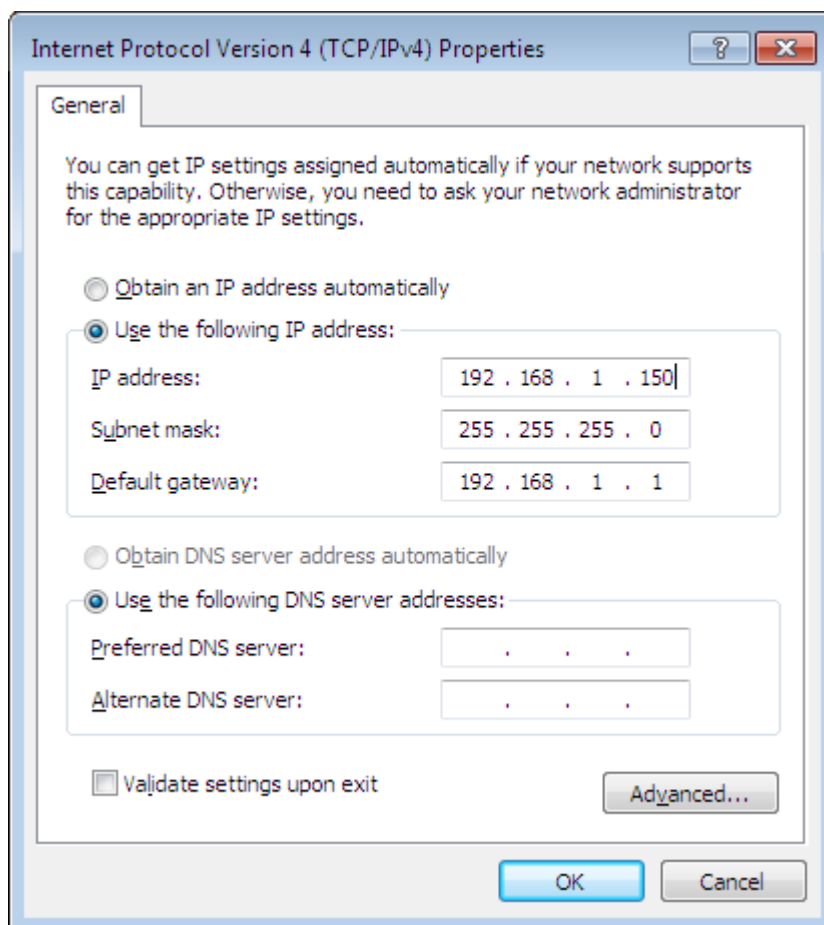 Internet Protocol Version 4 (TCP/IPv4) Properties
General
You can get IP settings assigned automatically if your network supports
this capability. Otherwise, you need to ask your network administrator
for the appropriate IP settings.
Obtain an IP address automatically
Use the following IP address:
IP address: 192 . 168 . 1 . 150
Subnet mask: 255 . 255 . 255 . 0
Default gateway: 192 . 168 . 1 . 1
Obtain DNS server address automatically
Use the following DNS server addresses:
Preferred DNS server: . . .
Alternate DNS server: . . .
Validate settings upon exit
Advanced...
OK Cancel